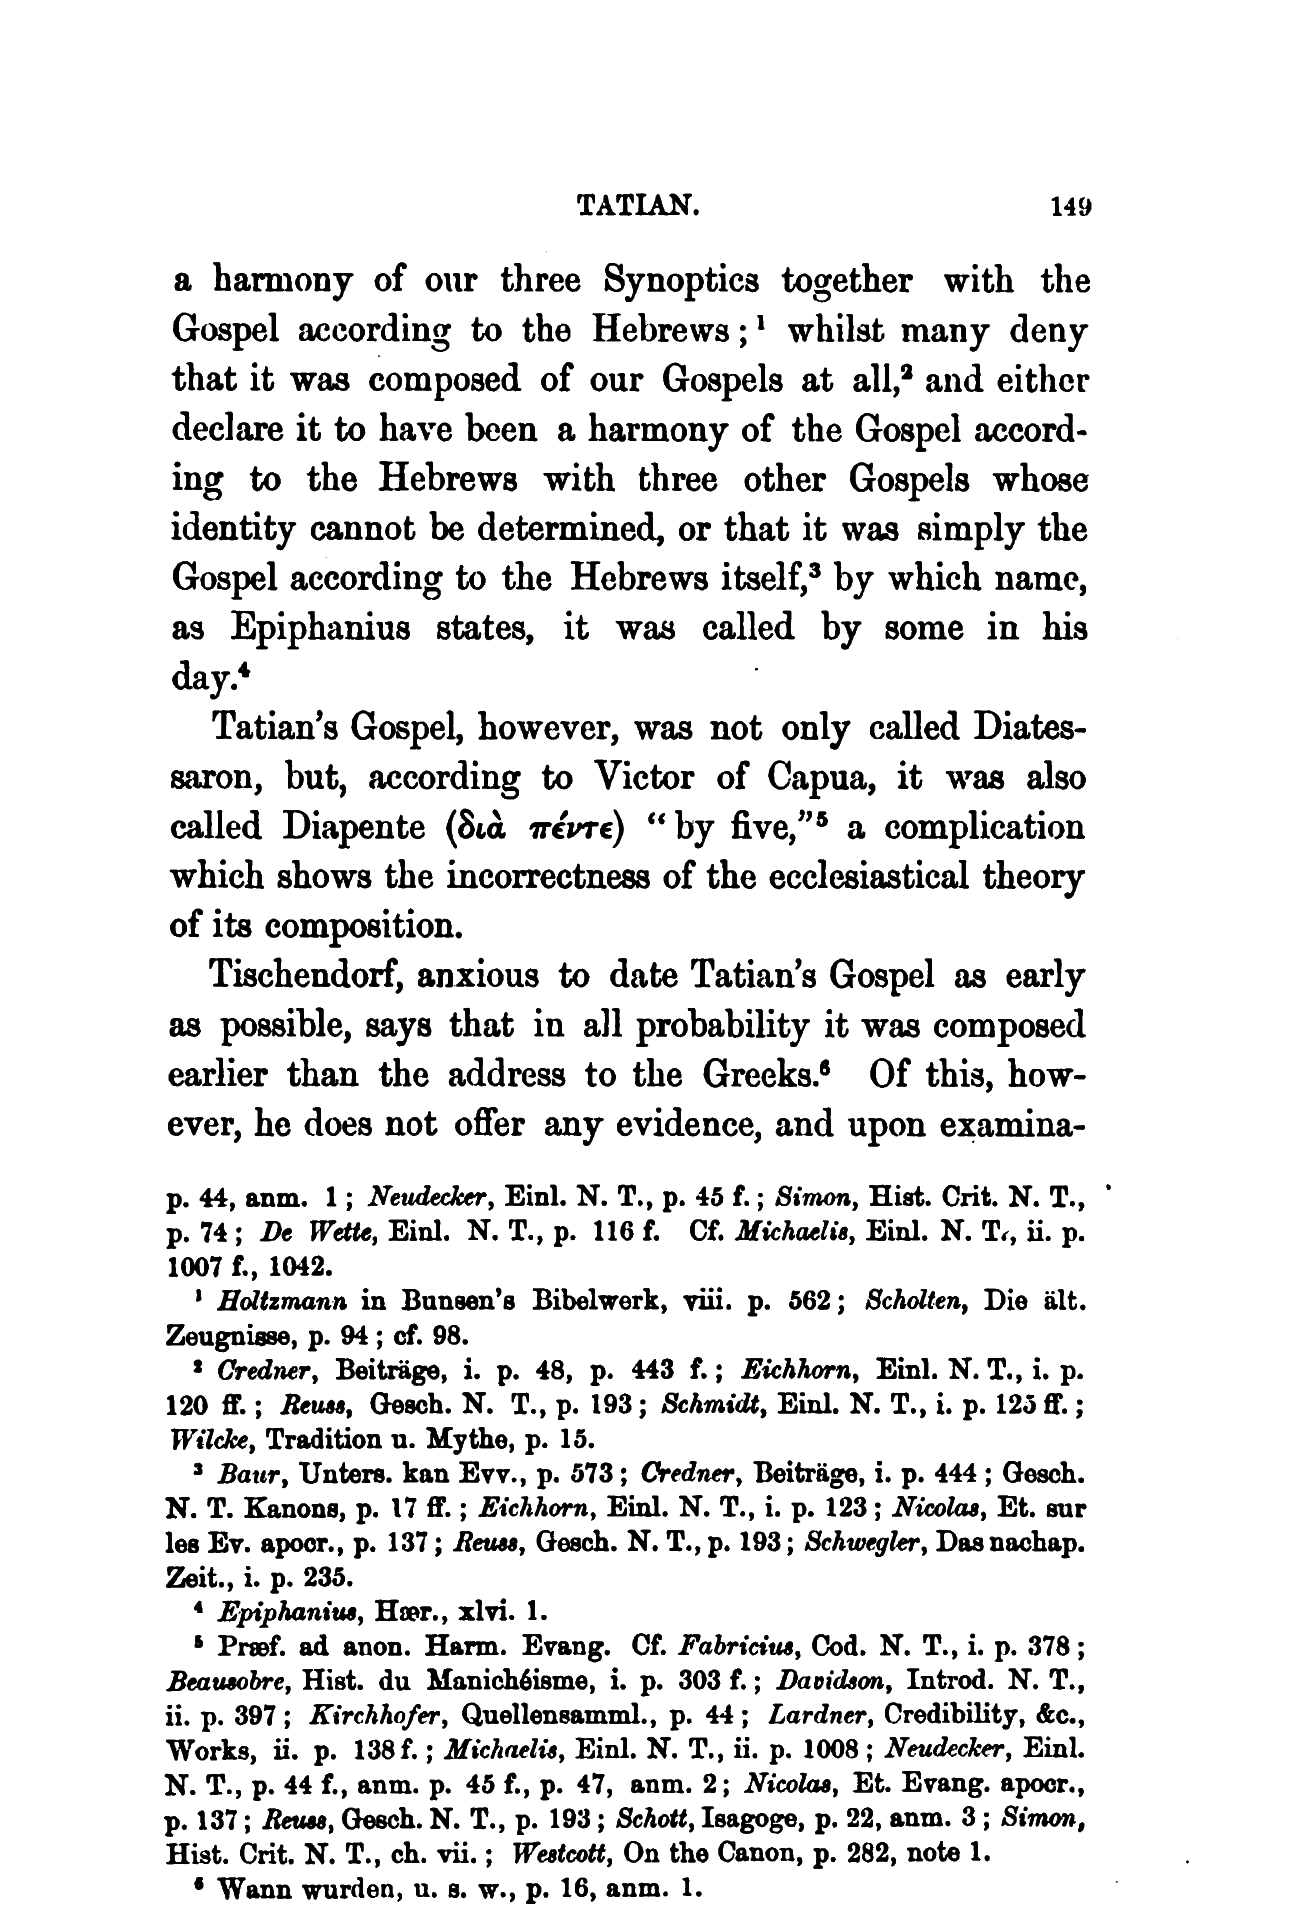 TATIAN. 149
a harmony of our three Synoptics together with the
Gospel according to the Hebrews ;¹ whilst many deny
that it was composed of our Gospels at all,² and either
declare it to have been a harmony of the Gospel accord-
ing to the Hebrews with three other Gospels whose
identity cannot be determined, or that it was simply the
Gospel according to the Hebrews itself,³ by which name,
as Epiphanius states, it was called by some in his
day.⁴
Tatian's Gospel, however, was not only called Diates-
saron, but, according to Victor of Capua, it was also
called Diapente (διὰ πέντε) “by five,”⁵ a complication
which shows the incorrectness of the ecclesiastical theory
of its composition.
Tischendorf, anxious to date Tatian's Gospel as early
as possible, says that in all probability it was composed
earlier than the address to the Greeks.⁶ Of this, how-
ever, he does not offer any evidence, and upon examina-
p. 44, anm. 1 ; Neudecker, Einl. N. T., p. 45 f. ; Simon, Hist. Crit. N. T.,
p. 74 ; De Wette, Einl. N. T., p. 116 f. Cf. Michaelis, Einl. N. T., ii. p.
1007 f., 1042.
¹ Holtzmann in Bunsen's Bibelwerk, viii. p. 562 ; Scholten, Die ält.
Zeugnisse, p. 94 ; cf. 98.
² Credner, Beiträge, i. p. 48, p. 443 f. ; Eichhorn, Einl. N. T., i. p.
120 ff. ; Reuss, Gesch. N. T., p. 193 ; Schmidt, Einl. N. T., i. p. 125 ff. ;
Wilcke, Tradition u. Mythe, p. 15.
³ Baur, Unters. kan Evv., p. 573 ; Credner, Beiträge, i. p. 444 ; Gesch.
N. T. Kanons, p. 17 ff. ; Eichhorn, Einl. N. T., i. p. 123 ; Nicolas, Et. sur
les Ev. apocr., p. 137 ; Reuss, Gesch. N. T., p. 193 ; Schwegler, Das nachap.
Zeit., i. p. 235.
⁴ Epiphanius, Hær., xlvi. 1.
⁵ Præf. ad anon. Harm. Evang. Cf. Fabricius, Cod. N. T., i. p. 378 ;
Beausobre, Hist. du Manichéisme, i. p. 303 f. ; Davidson, Introd. N. T.,
ii. p. 397 ; Kirchhofer, Quellensamml., p. 44 ; Lardner, Credibility, &c.,
Works, ii. p. 138 f. ; Michaelis, Einl. N. T., ii. p. 1008 ; Neudecker, Einl.
N. T., p. 44 f., anm. p. 45 f., p. 47, anm. 2 ; Nicolas, Et. Evang. apocr.,
p. 137 ; Reuss, Gesch. N. T., p. 193 ; Schott, Isagoge, p. 22, anm. 3 ; Simon,
Hist. Crit. N. T., ch. vii. ; Westcott, On the Canon, p. 282, note 1.
⁶ Wann wurden, u. s. w., p. 16, anm. 1.